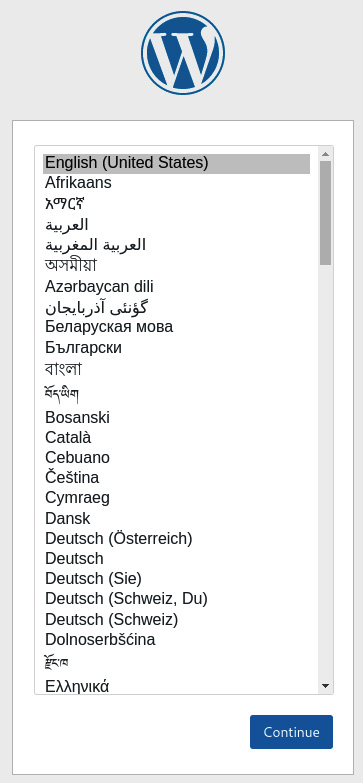 English (United States)
Afrikaans
አማርኛ
العربية
العربية المغربية
অসমীয়া
Azərbaycan dili
گؤنئی آذربایجان
Беларуская мова
Български
বাংলা
བོད་ཡིག
Bosanski
Català
Cebuano
Čeština
Cymraeg
Dansk
Deutsch (Österreich)
Deutsch
Deutsch (Sie)
Deutsch (Schweiz, Du)
Deutsch (Schweiz)
Dolnoserbšćina
རྫོང་ཁ
Ελληνικά
Continue